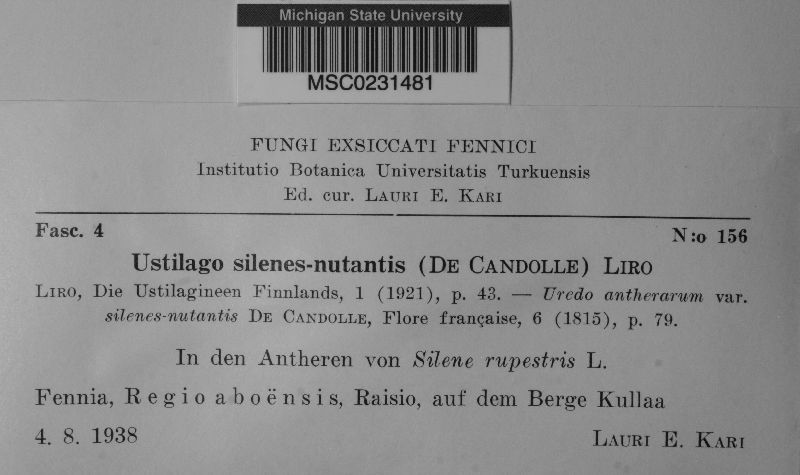 Michigan State University
MSC0231481
FUNGI EXSICCATI FENNICI
Institutio Botanica Universitatis Turkuensis
Ed. cur. LAURI E. KARI
Fasc. 4
N:o 156
Ustilago silenes-nutantis (DE CANDOLLE) LIRO
LIRO, Die Ustilagineen Finnlands, 1 (1921), p. 43. — Uredo antherarum var.
silenes-nutantis DE CANDOLLE, Flore française, 6 (1815), p. 79.
In den Antheren von Silene rupestris L.
Fennia, Regio aboënsis, Raisio, auf dem Berge Kullaa
4. 8. 1938
LAURI E. KARI